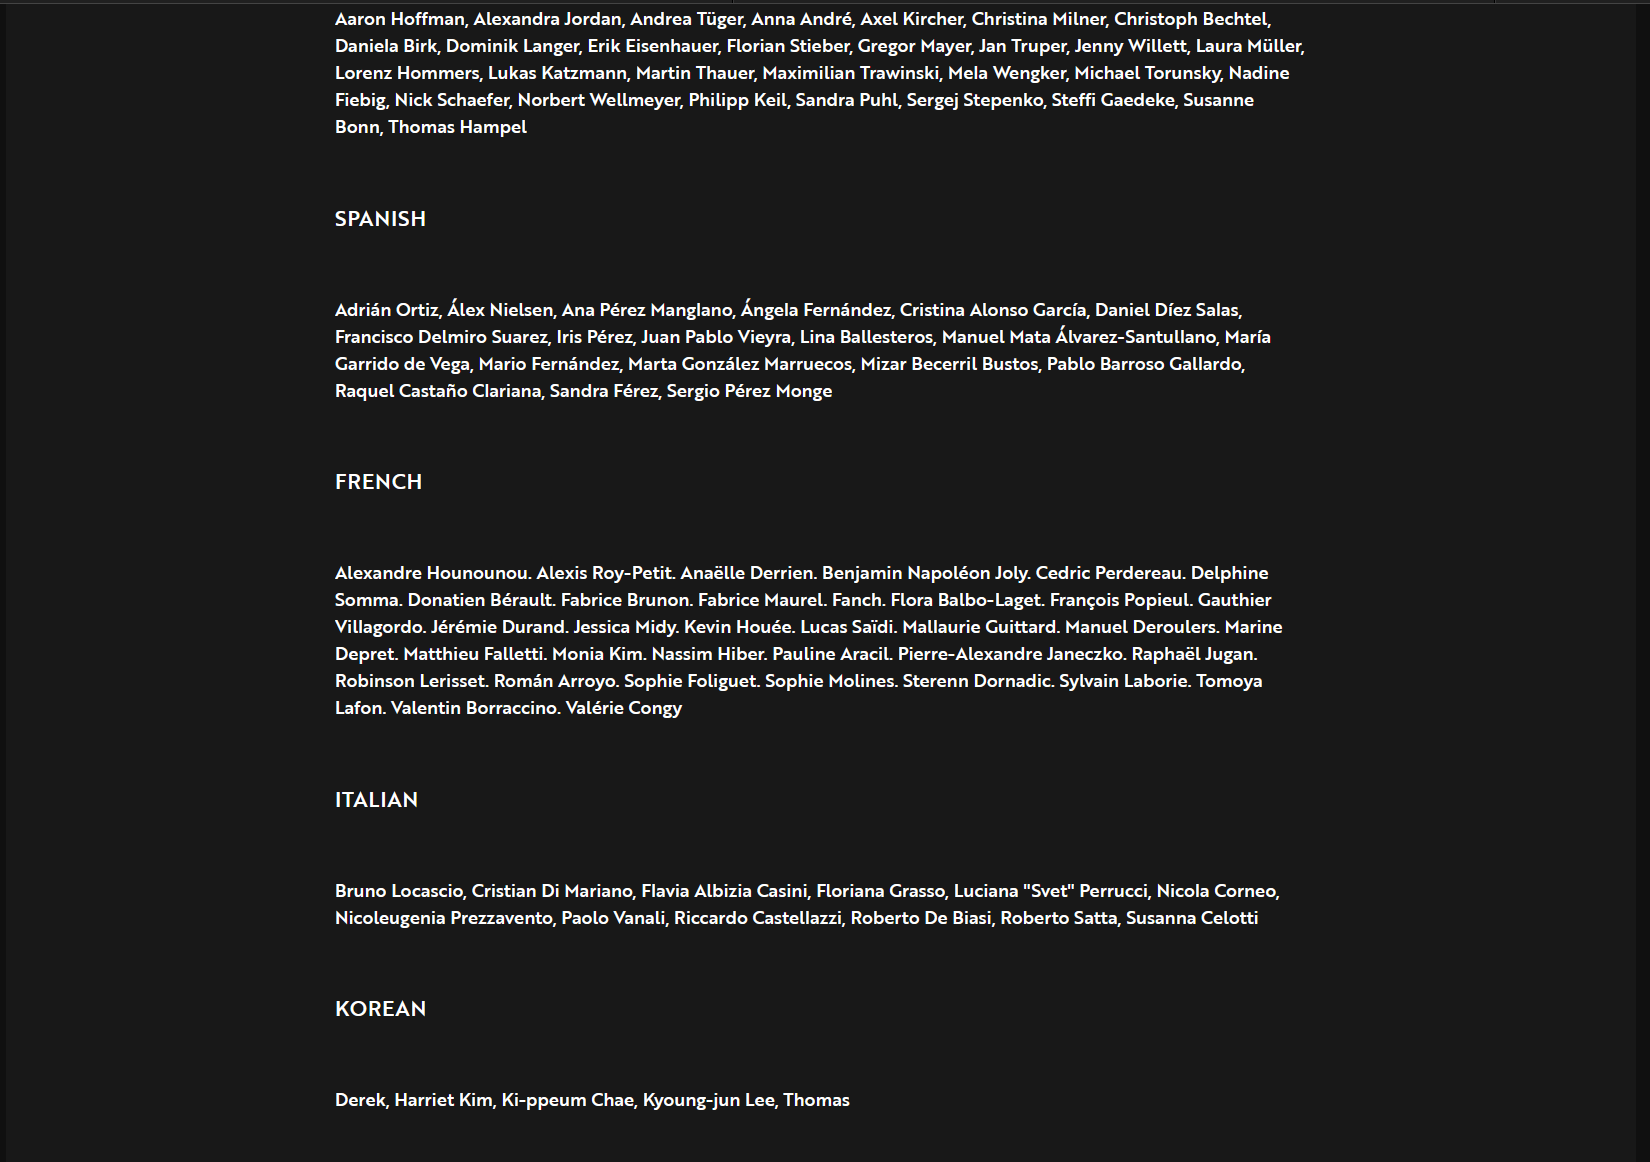 Aaron Hoffman, Alexandra Jordan, Andrea Tüger, Anna André, Axel Kircher, Christina Milner, Christoph Bechtel,
Daniela Birk, Dominik Langer, Erik Eisenhauer, Florian Stieber, Gregor Mayer, Jan Truper, Jenny Willett, Laura Müller,
Lorenz Hommers, Lukas Katzmann, Martin Thauer, Maximilian Trawinski, Mela Wengker, Michael Torunsky, Nadine
Fiebig, Nick Schaefer, Norbert Wellmeyer, Philipp Keil, Sandra Puhl, Sergej Stepenko, Steffi Gaedeke, Susanne
Bonn, Thomas Hampel
SPANISH
Adrián Ortiz, Álex Nielsen, Ana Pérez Manglano, Ángela Fernández, Cristina Alonso García, Daniel Díez Salas,
Francisco Delmiro Suarez, Iris Pérez, Juan Pablo Vieyra, Lina Ballesteros, Manuel Mata Álvarez-Santullano, María
Garrido de Vega, Mario Fernández, Marta González Marruecos, Mizar Becerril Bustos, Pablo Barroso Gallardo,
Raquel Castaño Clariana, Sandra Férez, Sergio Pérez Monge
FRENCH
Alexandre Hounounou. Alexis Roy-Petit. Anaëlle Derrien. Benjamin Napoléon Joly. Cedric Perdereau. Delphine
Somma. Donatien Bérault. Fabrice Brunon. Fabrice Maurel. Fanch. Flora Balbo-Laget. François Popieul. Gauthier
Villagordo. Jérémie Durand. Jessica Midy. Kevin Houée. Lucas Saïdi. Mallaurie Guittard. Manuel Deroulers. Marine
Depret. Matthieu Falletti. Monia Kim. Nassim Hiber. Pauline Aracil. Pierre-Alexandre Janeczko. Raphaël Jugan.
Robinson Lerisset. Román Arroyo. Sophie Foliguet. Sophie Molines. Sterenn Dornadic. Sylvain Laborie. Tomoya
Lafon. Valentin Borraccino. Valérie Congy
ITALIAN
Bruno Locascio, Cristian Di Mariano, Flavia Albizia Casini, Floriana Grasso, Luciana "Svet" Perrucci, Nicola Corneo,
Nicoleugenia Prezzavento, Paolo Vanali, Riccardo Castellazzi, Roberto De Biasi, Roberto Satta, Susanna Celotti
KOREAN
Derek, Harriet Kim, Ki-ppeum Chae, Kyoung-jun Lee, Thomas